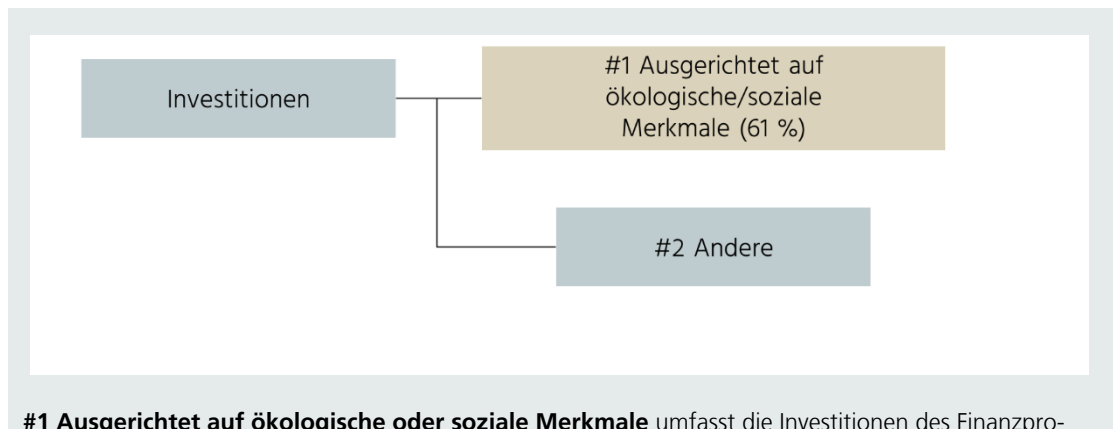 Investitionen
#1 Ausgerichtet auf
ökologische/soziale
Merkmale (61 %)
#2 Andere
#1 Ausgerichtet auf ökologische oder soziale Merkmale umfasst die Investitionen des Finanzpro-